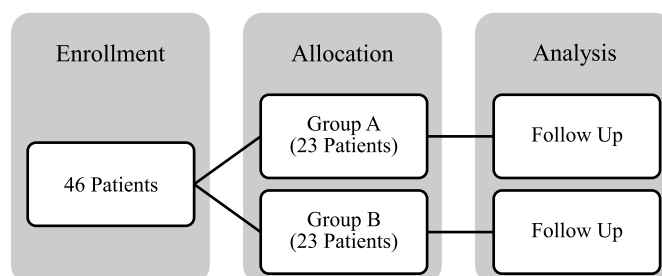 Enrollment
Allocation
Analysis
46 Patients
Group A
(23 Patients)
Follow Up
Group B
(23 Patients)
Follow Up